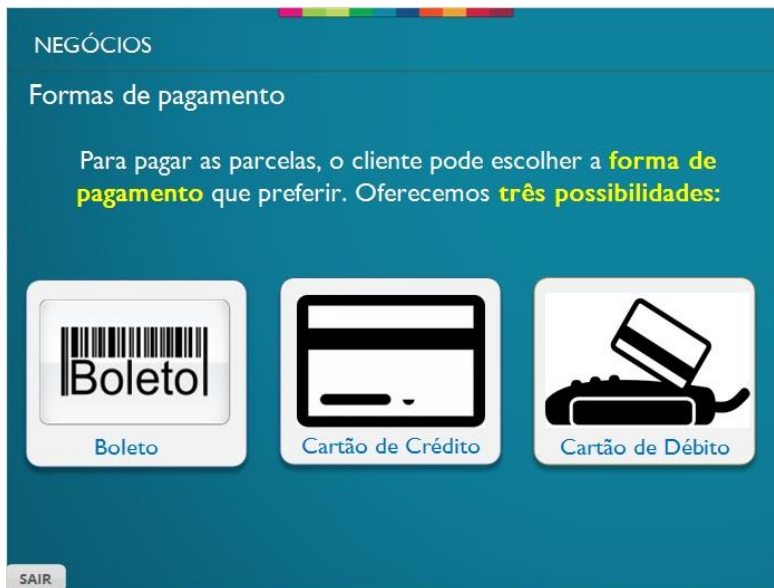 NEGÓCIOS
Formas de pagamento
Para pagar as parcelas, o cliente pode escolher a forma de
pagamento que preferir. Oferecemos três possibilidades:
Boleto
Boleto
Cartão de Crédito
Cartão de Débito
SAIR